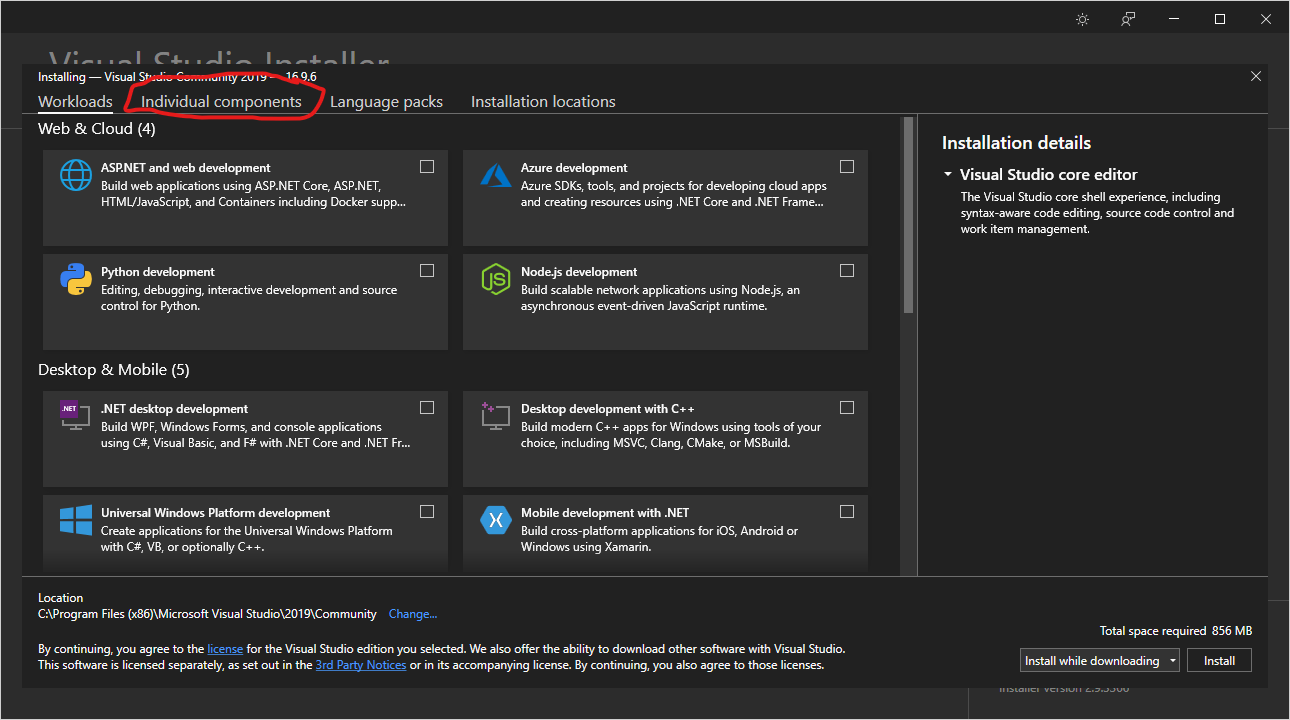 Visual Studio Installer
Installing — Visual Studio Community 2019 — 16.9.6
Workloads Individual components Language packs Installation locations
Web & Cloud (4)
ASP.NET and web development
Build web applications using ASP.NET Core, ASP.NET,
HTML/JavaScript, and Containers including Docker supp...
Azure development
Azure SDKs, tools, and projects for developing cloud apps
and creating resources using .NET Core and .NET Frame...
Python development
Editing, debugging, interactive development and source
control for Python.
Node.js development
Build scalable network applications using Node.js, an
asynchronous event-driven JavaScript runtime.
Desktop & Mobile (5)
.NET
.NET desktop development
Build WPF, Windows Forms, and console applications
using C#, Visual Basic, and F# with .NET Core and .NET Fr...
Desktop development with C++
Build modern C++ apps for Windows using tools of your
choice, including MSVC, Clang, CMake, or MSBuild.
Universal Windows Platform development
Create applications for the Universal Windows Platform
with C#, VB, or optionally C++.
Mobile development with .NET
Build cross-platform applications for iOS, Android or
Windows using Xamarin.
Installation details
Visual Studio core editor
The Visual Studio core shell experience, including
syntax-aware code editing, source code control and
work item management.
Location
C:\Program Files (x86)\Microsoft Visual Studio\2019\Community Change...
By continuing, you agree to the license for the Visual Studio edition you selected. We also offer the ability to download other software with Visual Studio.
This software is licensed separately, as set out in the 3rd Party Notices or in its accompanying license. By continuing, you also agree to those licenses.
Total space required 856 MB
Install while downloading Install
Installer version